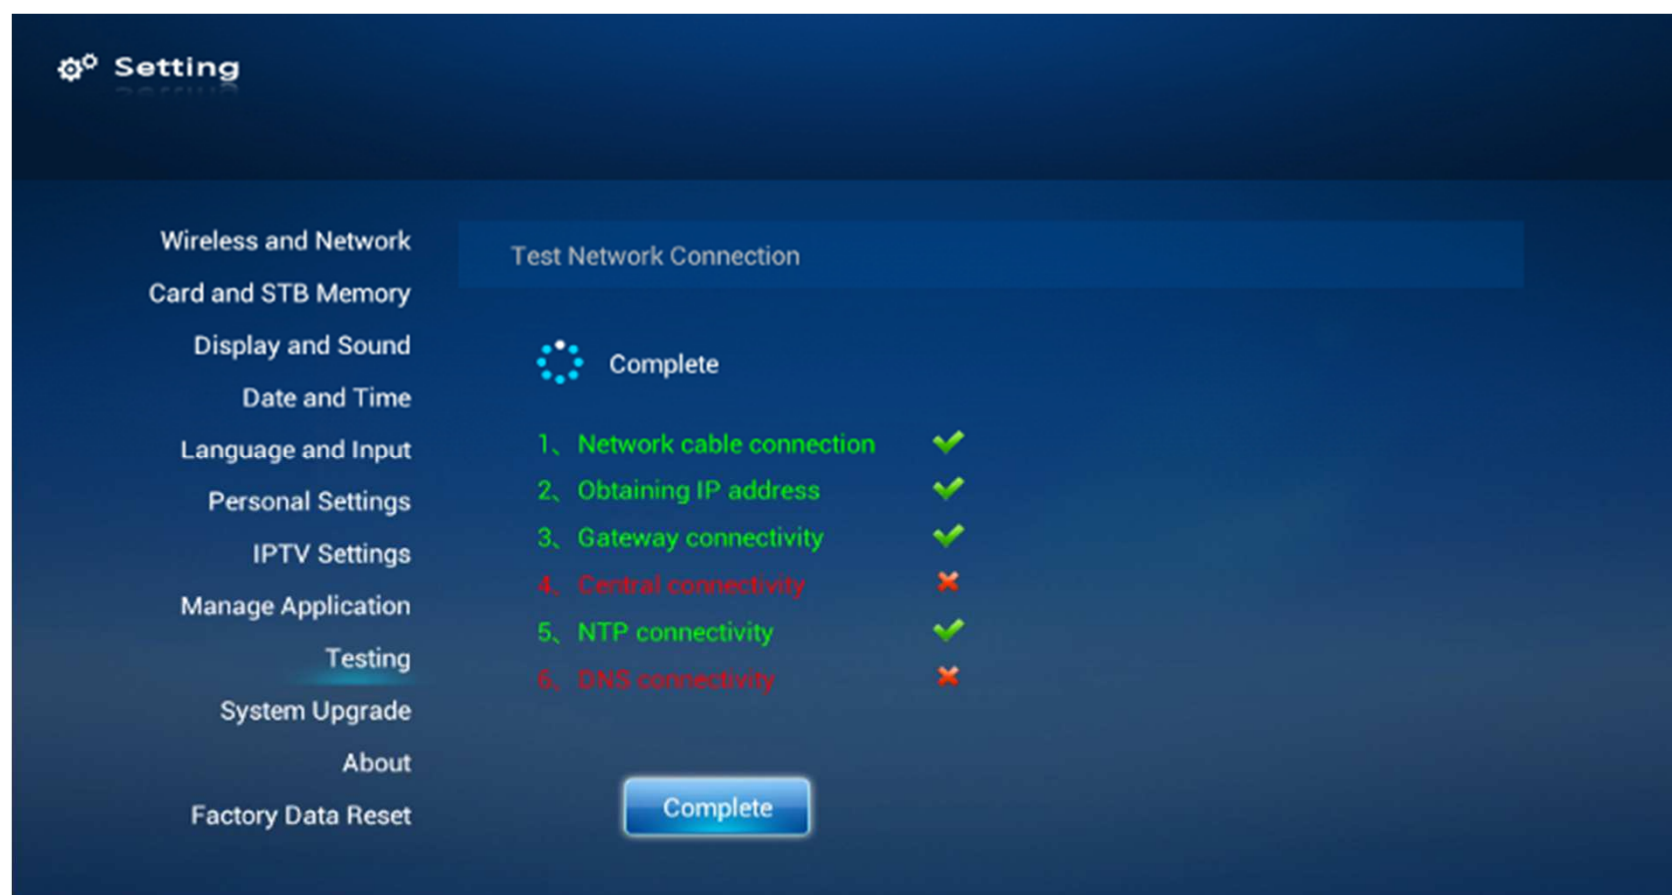 Setting
Wireless and Network
Card and STB Memory
Display and Sound
Date and Time
Language and Input
Personal Settings
IPTV Settings
Manage Application
Testing
System Upgrade
About
Factory Data Reset
Test Network Connection
Complete
1、 Network cable connection
2、 Obtaining IP address
3、 Gateway connectivity
4、 Central connectivity
5、 NTP connectivity
6、 DNS connectivity
Complete